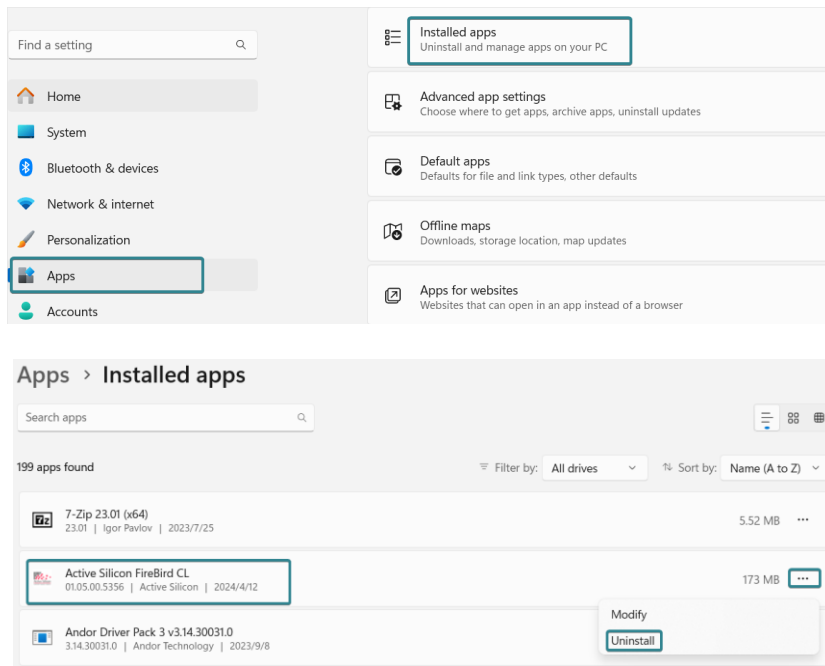 Find a setting
Home
System
Bluetooth & devices
Network & internet
Personalization
Apps
Accounts
Installed apps
Uninstall and manage apps on your PC
Advanced app settings
Choose where to get apps, archive apps, uninstall updates
Default apps
Defaults for file and link types, other defaults
Offline maps
Downloads, storage location, map updates
Apps for websites
Websites that can open in an app instead of a browser
Apps > Installed apps
Search apps
199 apps found
Filter by: All drives
Sort by: Name (A to Z)
7z
7-Zip 23.01 (x64)
23.01 | Igor Pavlov | 2023/7/25
5.52 MB
Active Silicon FireBird CL
01.05.00.5356 | Active Silicon | 2024/4/12
173 MB
Modify
Uninstall
Andor Driver Pack 3 v3.14.30031.0
3.14.30031.0 | Andor Technology | 2023/9/8